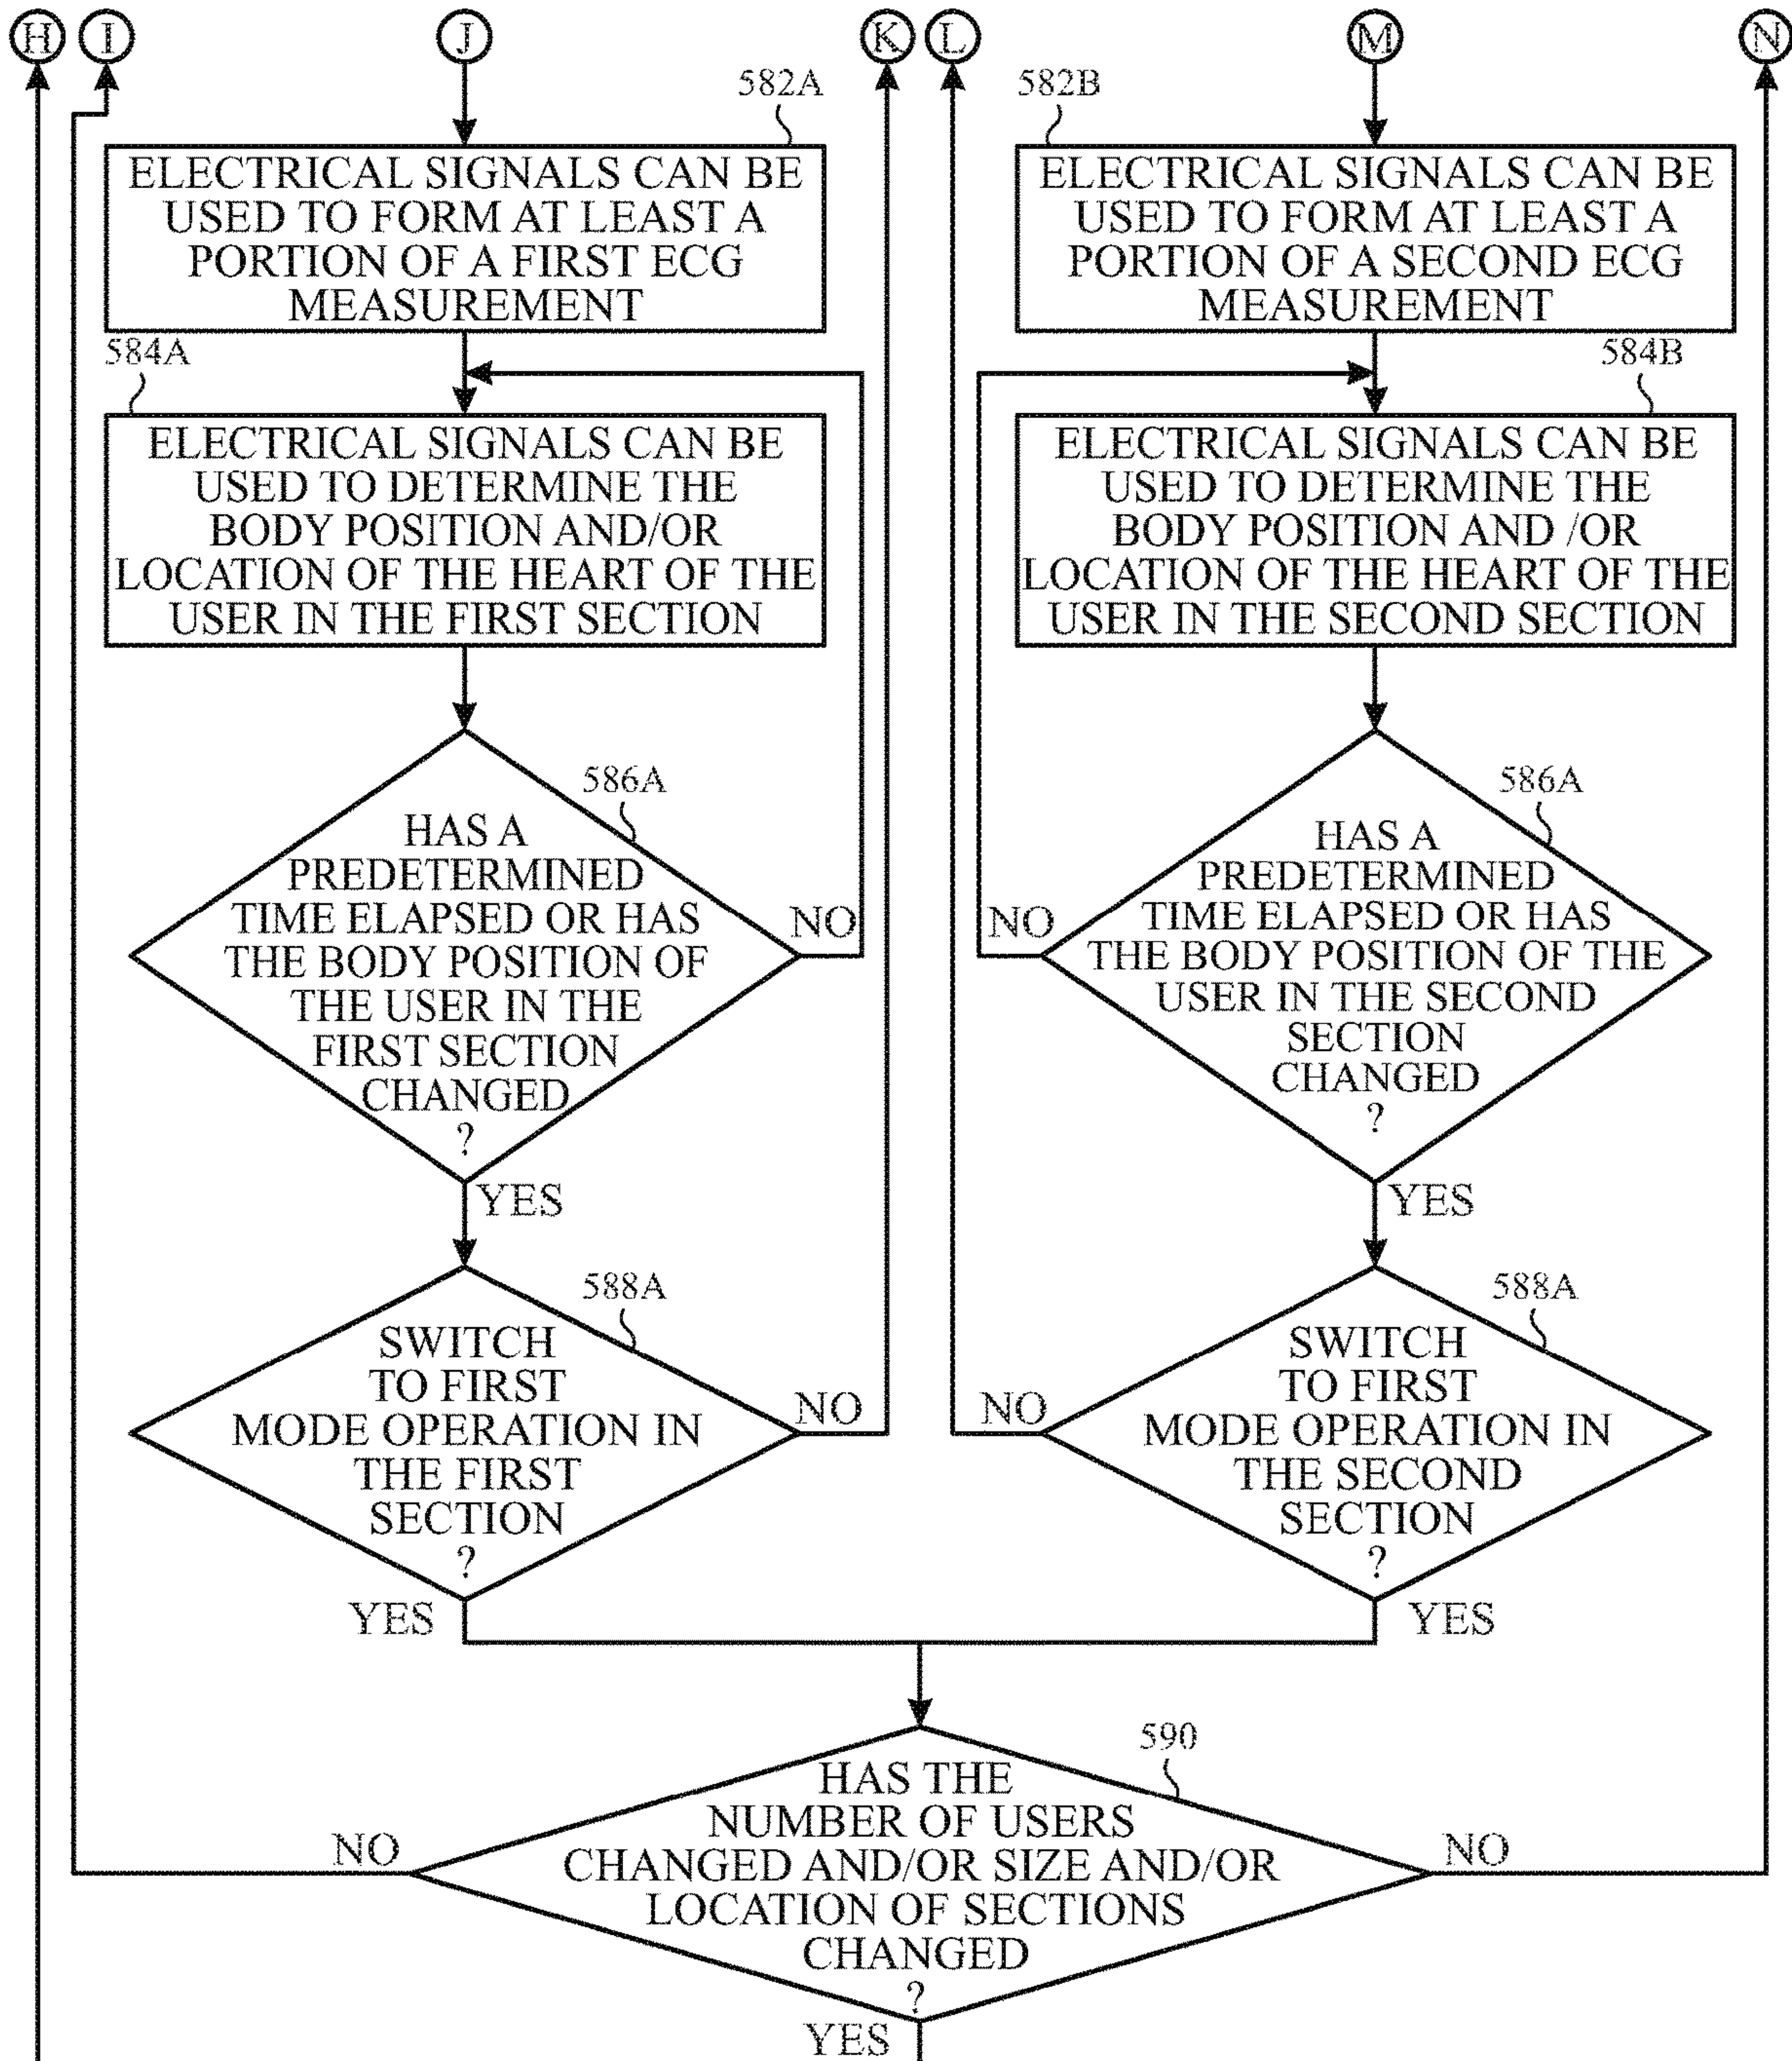 H I J K L M N
582A
582B
ELECTRICAL SIGNALS CAN BE
USED TO FORM AT LEAST A
PORTION OF A FIRST ECG
MEASUREMENT
ELECTRICAL SIGNALS CAN BE
USED TO FORM AT LEAST A
PORTION OF A SECOND ECG
MEASUREMENT
584A
584B
ELECTRICAL SIGNALS CAN BE
USED TO DETERMINE THE
BODY POSITION AND/OR
LOCATION OF THE HEART OF THE
USER IN THE FIRST SECTION
ELECTRICAL SIGNALS CAN BE
USED TO DETERMINE THE
BODY POSITION AND /OR
LOCATION OF THE HEART OF THE
USER IN THE SECOND SECTION
586A
HAS A
PREDETERMINED
TIME ELAPSED OR HAS
THE BODY POSITION OF
THE USER IN THE
FIRST SECTION
CHANGED
?
NO
YES
586A
HAS A
PREDETERMINED
TIME ELAPSED OR HAS
THE BODY POSITION OF THE
USER IN THE SECOND
SECTION
CHANGED
?
NO
YES
588A
SWITCH
TO FIRST
MODE OPERATION IN
THE FIRST
SECTION
?
NO
YES
588A
SWITCH
TO FIRST
MODE OPERATION IN
THE SECOND
SECTION
?
NO
YES
590
HAS THE
NUMBER OF USERS
CHANGED AND/OR SIZE AND/OR
LOCATION OF SECTIONS
CHANGED
?
NO
NO
YES